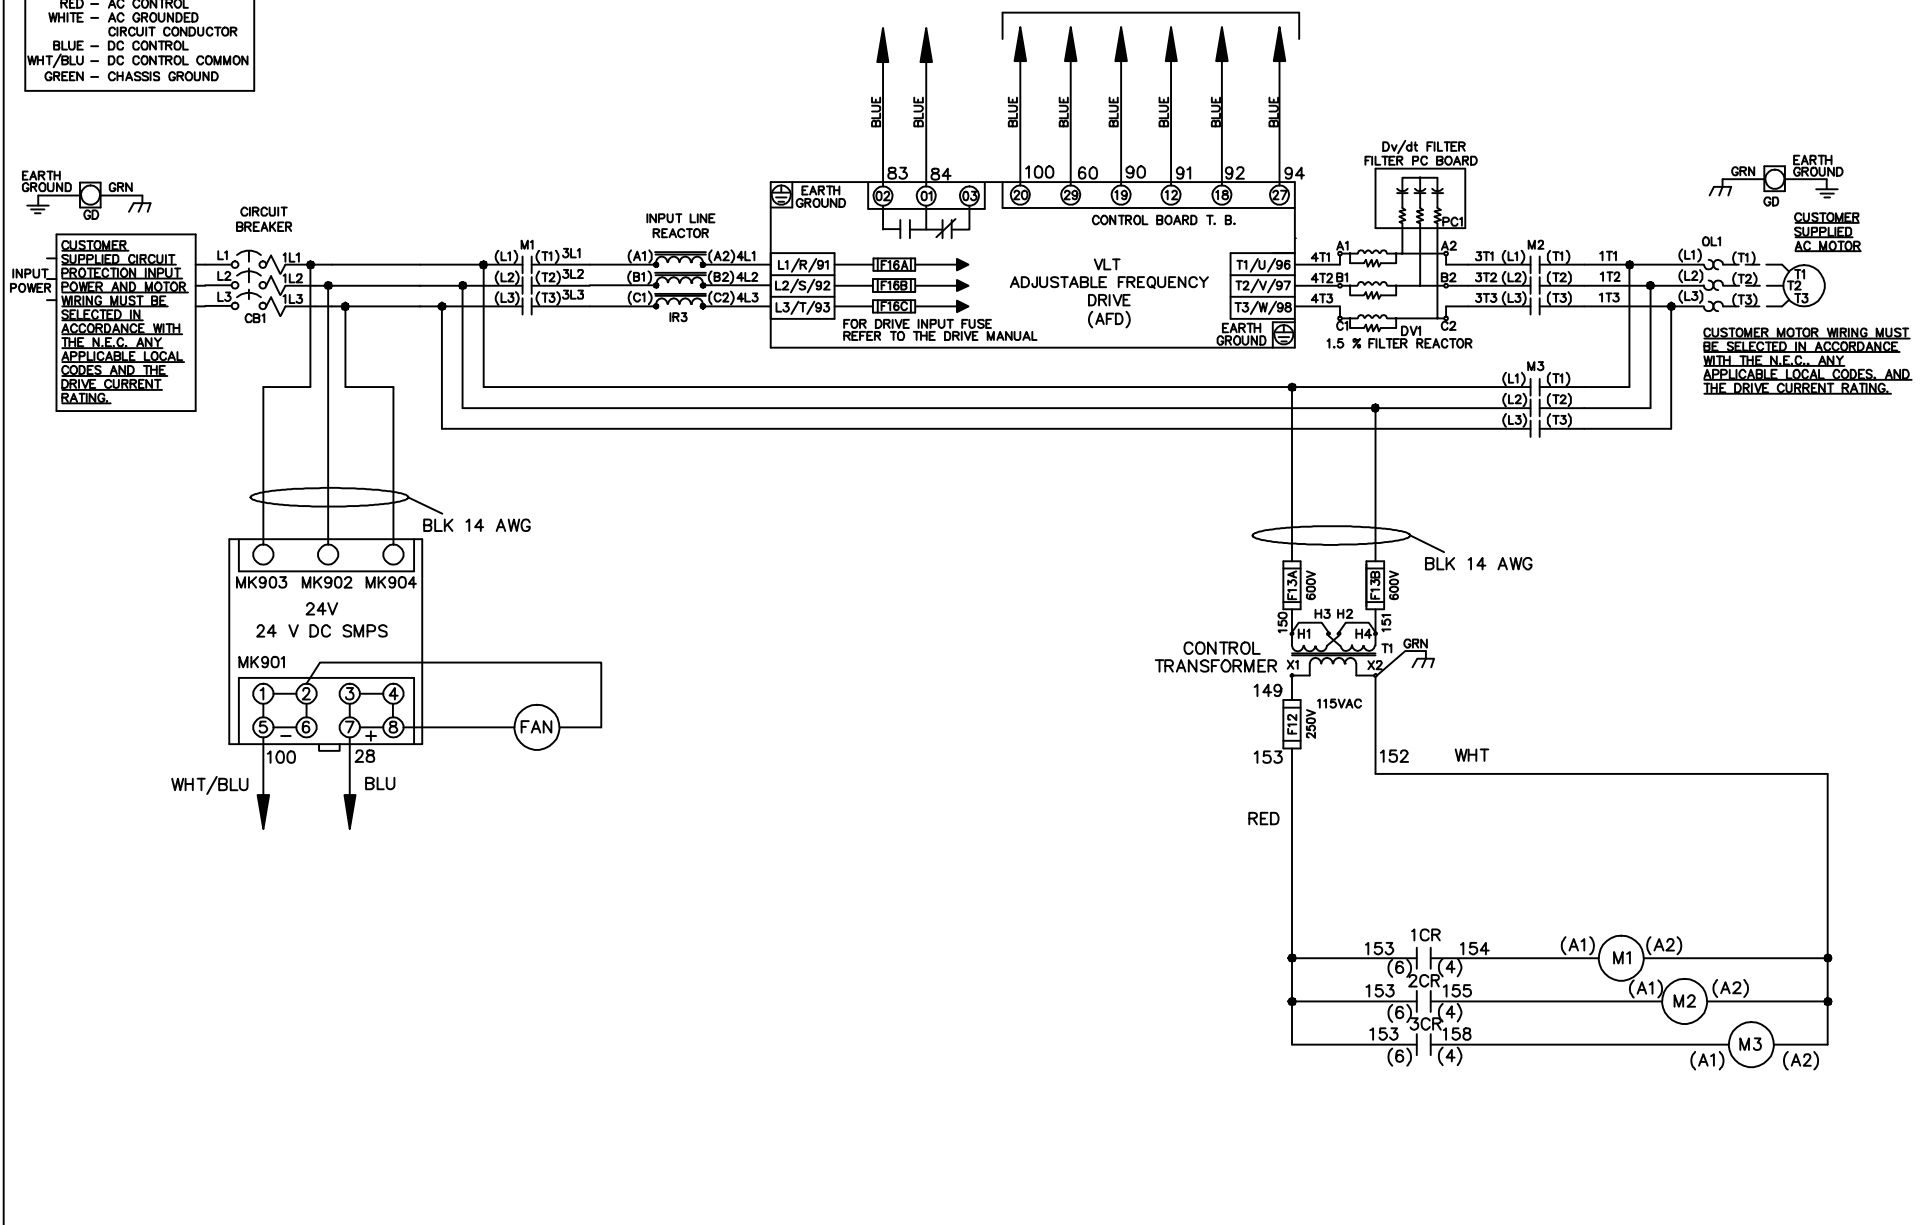 RED – AC CONTROL
WHITE – AC GROUNDED
CIRCUIT CONDUCTOR
BLUE – DC CONTROL
WHT/BLU – DC CONTROL COMMON
GREEN – CHASSIS GROUND
BLUE
BLUE
BLUE
BLUE
BLUE
BLUE
BLUE
BLUE
83 84 100 60 90 91 92 94
02 01 03 20 29 19 12 18 27
EARTH
GROUND
CONTROL BOARD T. B.
Dv/dt FILTER
FILTER PC BOARD
PC1
EARTH
GROUND
GRN
GD
GRN
EARTH
GROUND
GD
CIRCUIT
BREAKER
INPUT LINE
REACTOR
CUSTOMER
SUPPLIED
AC MOTOR
INPUT
POWER
CUSTOMER
SUPPLIED CIRCUIT
PROTECTION INPUT
POWER AND MOTOR
WIRING MUST BE
SELECTED IN
ACCORDANCE WITH
THE N.E.C. ANY
APPLICABLE LOCAL
CODES AND THE
DRIVE CURRENT
RATING.
M1
L1 1L1 (L1) (T1) 3L1 (A1) (A2) 4L1 L1/R/91 F16A
L2 1L2 (L2) (T2) 3L2 (B1) (B2) 4L2 L2/S/92 F16B
L3 1L3 (L3) (T3) 3L3 (C1) (C2) 4L3 L3/T/93 F16C
CB1
IR3
VLT
ADJUSTABLE FREQUENCY
DRIVE
(AFD)
FOR DRIVE INPUT FUSE
REFER TO THE DRIVE MANUAL
EARTH
GROUND
M2
OL1
T1/U/96 4T1 A1 A2 3T1 (L1) (T1) 1T1 (L1) (T1) T1
T2/V/97 4T2 B1 B2 3T2 (L2) (T2) 1T2 (L2) (T2) T2
T3/W/98 4T3 C1 C2 3T3 (L3) (T3) 1T3 (L3) (T3) T3
DV1
1.5 % FILTER REACTOR
CUSTOMER MOTOR WIRING MUST
BE SELECTED IN ACCORDANCE
WITH THE N.E.C., ANY
APPLICABLE LOCAL CODES, AND
THE DRIVE CURRENT RATING.
M3
(L1) (T1)
(L2) (T2)
(L3) (T3)
BLK 14 AWG
MK903 MK902 MK904
24V
24 V DC SMPS
MK901
1 2 3 4
5 6 7 8
– +
FAN
100 28
WHT/BLU BLU
BLK 14 AWG
F13A
600V
F13B
600V
150
151
H3 H2
H1 H4
T1
GRN
CONTROL
TRANSFORMER
X1 X2
149
115VAC
F12
250V
153
152 WHT
RED
1CR
153 154 (A1) M1 (A2)
(6) (4)
2CR
153 155 (A1) M2 (A2)
(6) (4)
3CR
153 158 M3
(6) (4) (A1) (A2)